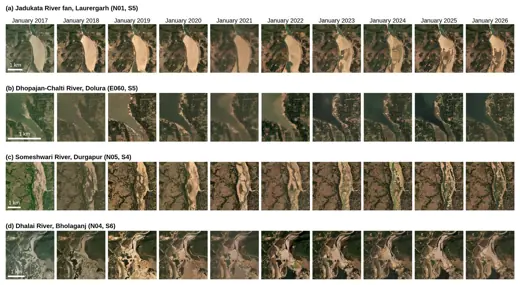 (a) Jadukata River fan, Laurergarh (N01, S5)
January 2017 January 2018 January 2019 January 2020 January 2021 January 2022 January 2023 January 2024 January 2025 January 2026
1 km
(b) Dhopajan-Chalti River, Dolura (E060, S5)
1 km
(c) Someshwari River, Durgapur (N05, S4)
1 km
(d) Dhalai River, Bholaganj (N04, S6)